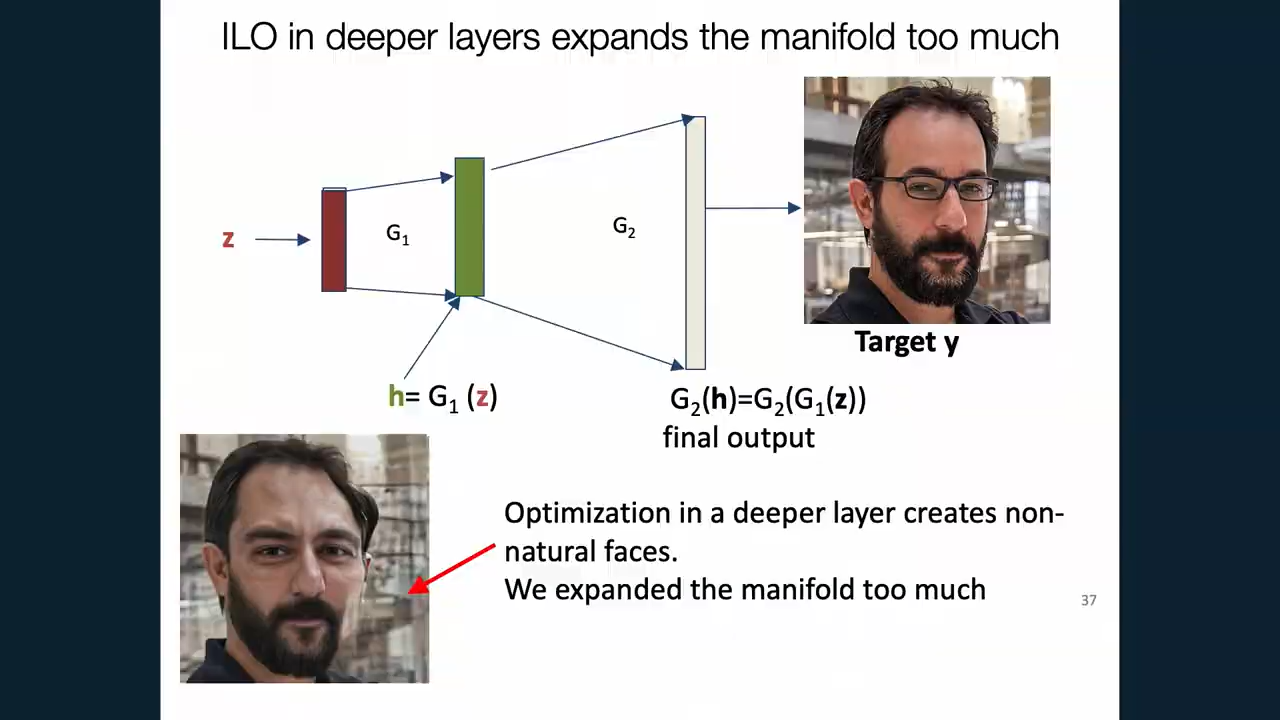 ILO in deeper layers expands the manifold too much
z
G₁
G₂
Target y
h= G₁ (z)
G₂(h)=G₂(G₁(z))
final output
Optimization in a deeper layer creates non-
natural faces.
We expanded the manifold too much
37